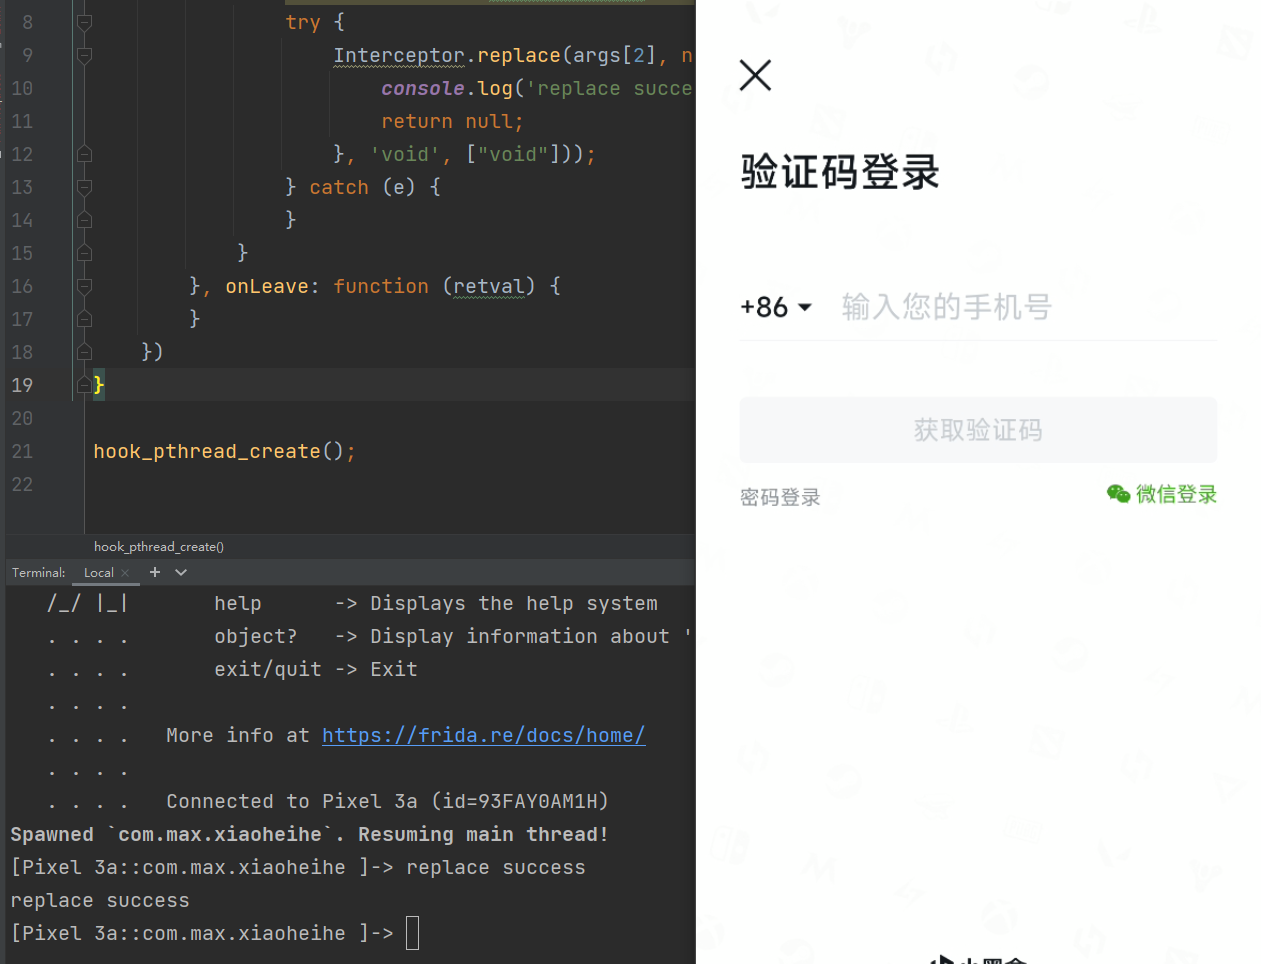 8 try {
9 Interceptor.replace(args[2], n
10 console.log('replace succe
11 return null;
12 }, 'void', ["void"]));
13 } catch (e) {
14 }
15 }
16 }, onLeave: function (retval) {
17 }
18 })
19 }
20
21 hook_pthread_create();
22
hook_pthread_create()
Terminal: Local × + 
/_/ |_| help -> Displays the help system
. . . . object? -> Display information about '
. . . . exit/quit -> Exit
. . . .
. . . . More info at https://frida.re/docs/home/
. . . .
. . . . Connected to Pixel 3a (id=93FAY0AM1H)
Spawned `com.max.xiaoheihe`. Resuming main thread!
[Pixel 3a::com.max.xiaoheihe ]-> replace success
replace success
[Pixel 3a::com.max.xiaoheihe ]->
验证码登录
+86 输入您的手机号
获取验证码
密码登录 微信登录